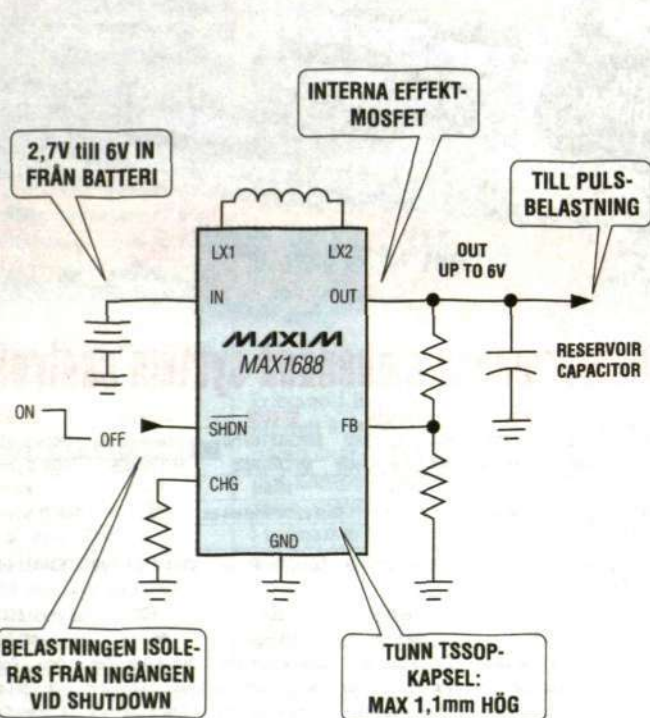 INTERNA EFFEKT-
MOSFET
2,7V till 6V IN
FRÅN BATTERI
TILL PULS-
BELASTNING
LX1
LX2
OUT
UP TO 6V
IN
OUT
MAXIM
MAX1688
RESERVOIR
CAPACITOR
ON
OFF
SHDN
FB
CHG
GND
BELASTNINGEN ISOLE-
RAS FRÅN INGÅNGEN
VID SHUTDOWN
TUNN TSSOP-
KAPSEL:
MAX 1,1mm HÖG